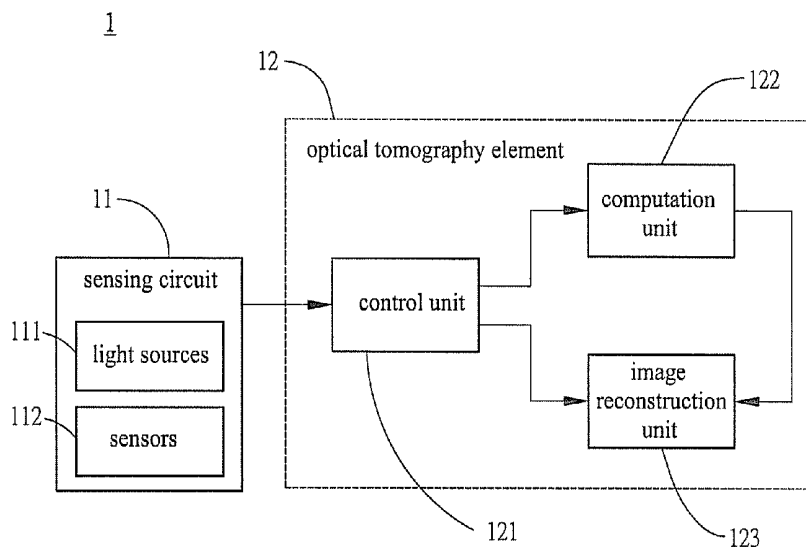 1
12
122
optical tomography element
computation
unit
11
sensing circuit
control unit
111
light sources
image
reconstruction
unit
112
sensors
121
123